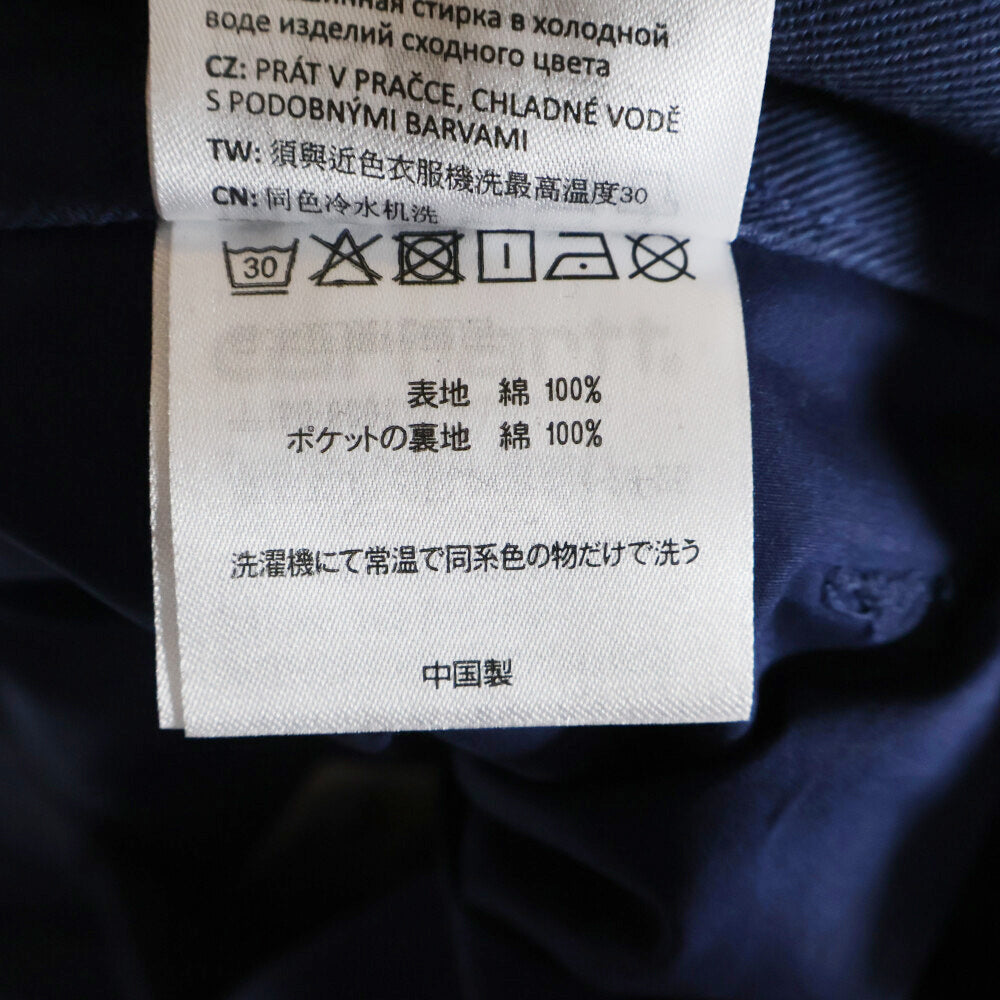 стирка в холодной
воде изделий сходного цвета
CZ: PRÁT V PRAČCE, CHLADNÉ VODĚ
S PODOBNÝMI BARVAMI
TW: 須與近色衣服機洗最高温度30
CN: 同色冷水机洗
30
表地 綿 100%
ポケットの裏地 綿 100%
洗濯機にて常温で同系色の物だけで洗う
中国製